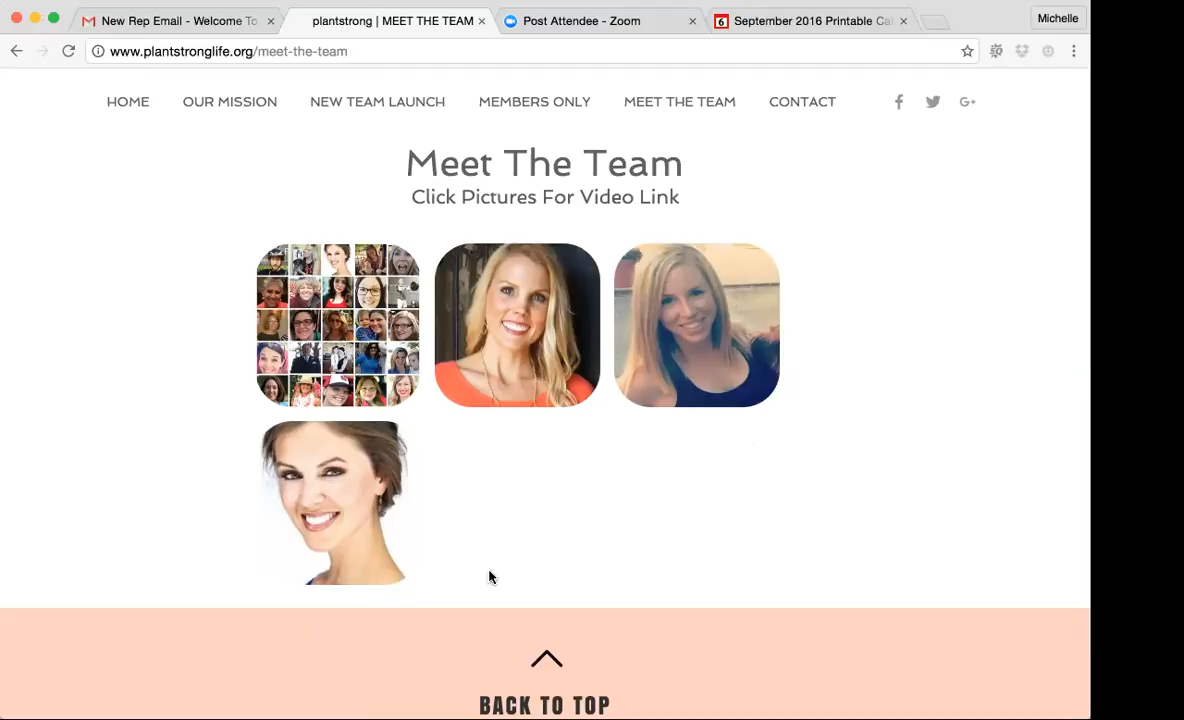 New Rep Email - Welcome To
plantstrong | MEET THE TEAM
Post Attendee - Zoom
6
September 2016 Printable Cal
Michelle
www.plantstronglife.org/meet-the-team
HOME
OUR MISSION
NEW TEAM LAUNCH
MEMBERS ONLY
MEET THE TEAM
CONTACT
f
G+
Meet The Team
Click Pictures For Video Link
BACK TO TOP